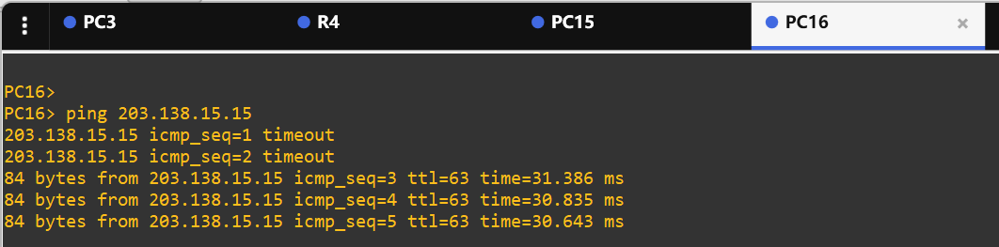 PC3 R4 PC15 PC16 ×
PC16>
PC16> ping 203.138.15.15
203.138.15.15 icmp_seq=1 timeout
203.138.15.15 icmp_seq=2 timeout
84 bytes from 203.138.15.15 icmp_seq=3 ttl=63 time=31.386 ms
84 bytes from 203.138.15.15 icmp_seq=4 ttl=63 time=30.835 ms
84 bytes from 203.138.15.15 icmp_seq=5 ttl=63 time=30.643 ms